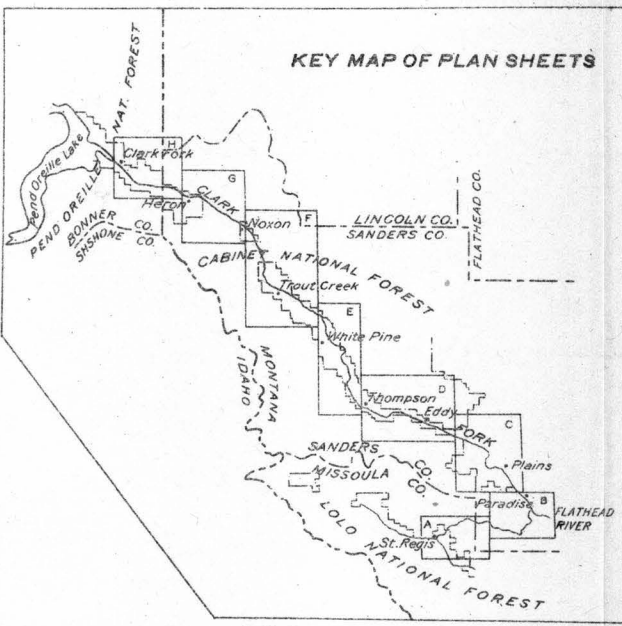 KEY MAP OF PLAN SHEETS
NAT. FOREST
H
Clark Fork
Pend Oreille Lake
PEND OREILLE
G
CLARK
Heron
BONNER CO.
SHSHONE CO.
Noxon
F
LINCOLN CO.
SANDERS CO.
FLATHEAD CO.
CABINET NATIONAL FOREST
Trout Creek
E
White Pine
MONTANA
IDAHO
D
Thompson
Eddy
C
FORK
SANDERS CO.
MISSOULA CO.
Plains
Paradise
B
FLATHEAD
RIVER
A
St. Regis
LOLO NATIONAL FOREST